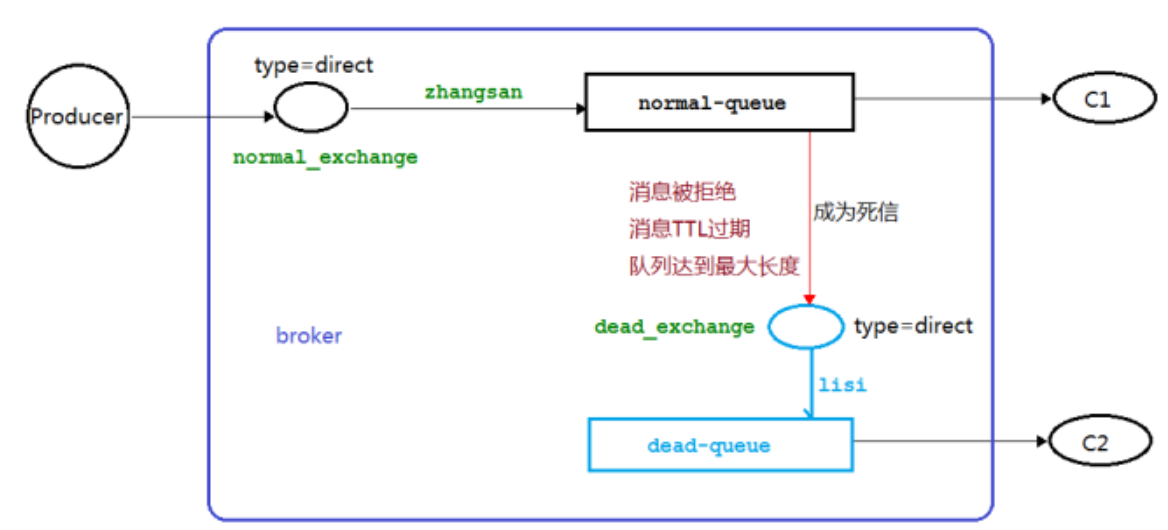 type=direct
Producer
zhangsan
normal-queue
C1
normal_exchange
消息被拒绝
消息TTL过期
队列达到最大长度
成为死信
broker
dead_exchange
type=direct
lisi
dead-queue
C2